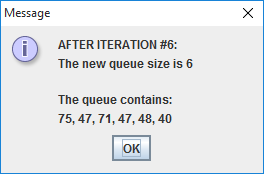 Message
AFTER ITERATION #6:
The new queue size is 6
The queue contains:
75, 47, 71, 47, 48, 40
OK